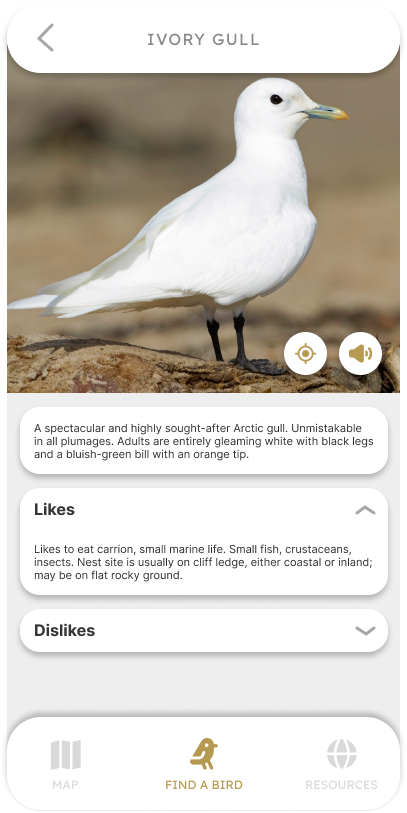 IVORY GULL
A spectacular and highly sought-after Arctic gull. Unmistakable
in all plumages. Adults are entirely gleaming white with black legs
and a bluish-green bill with an orange tip.
Likes
Likes to eat carrion, small marine life. Small fish, crustaceans,
insects. Nest site is usually on cliff ledge, either coastal or inland;
may be on flat rocky ground.
Dislikes
MAP
FIND A BIRD
RESOURCES